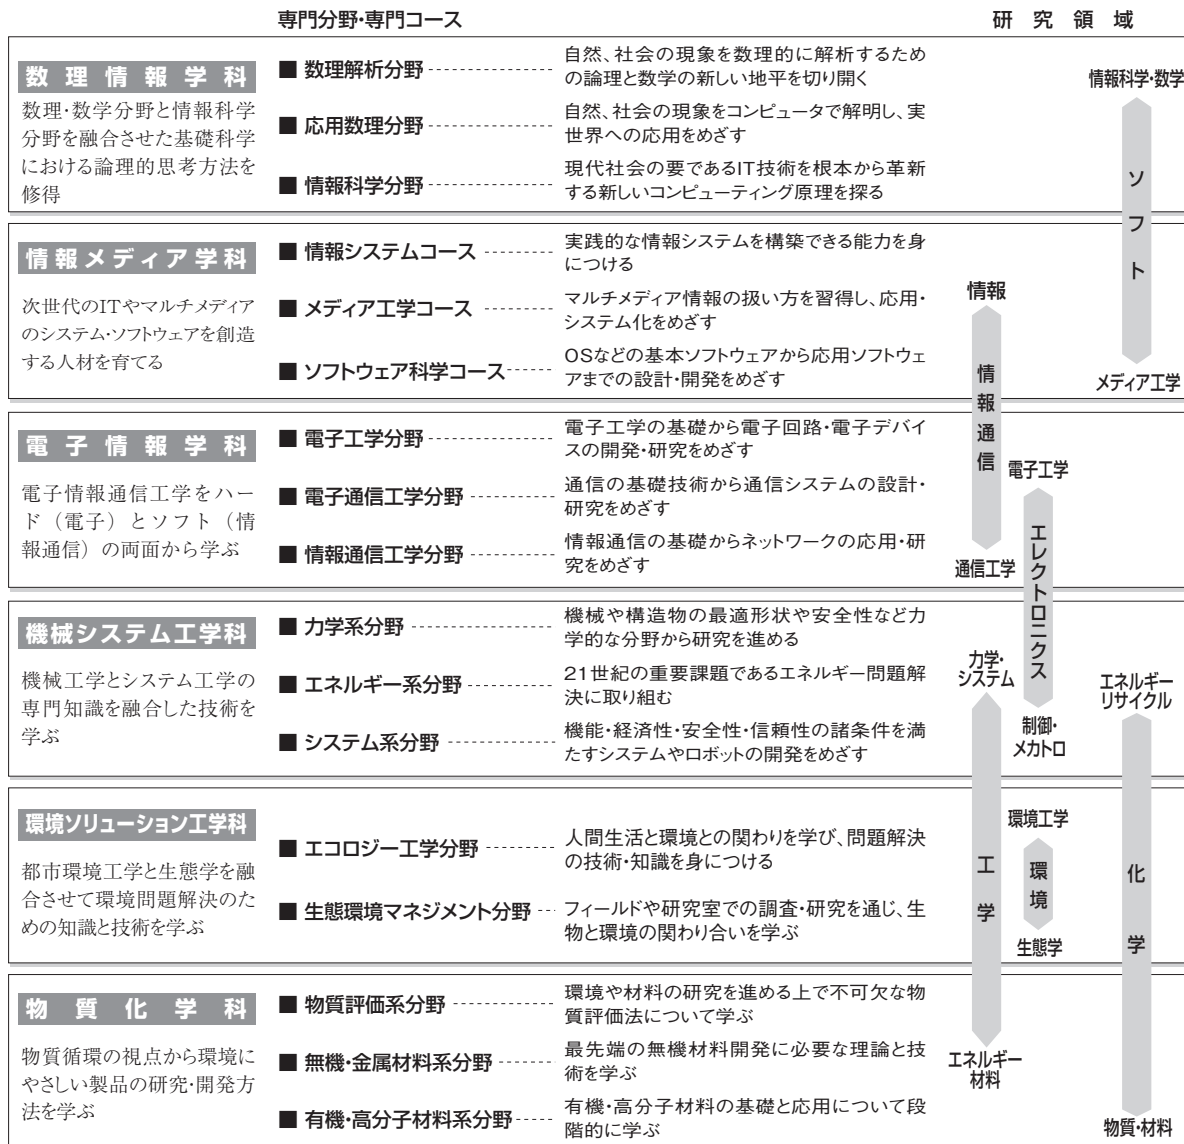 専門分野・専門コース
研究領域
数理情報学科
数理・数学分野と情報科学
分野を融合させた基礎科学
における論理的思考方法を
修得
■ 数理解析分野
自然、社会の現象を数理的に解析するため
の論理と数学の新しい地平を切り開く
■ 応用数理分野
自然、社会の現象をコンピュータで解明し、実
世界への応用をめざす
■ 情報科学分野
現代社会の要であるIT技術を根本から革新
する新しいコンピューティング原理を探る
情報メディア学科
次世代のITやマルチメディア
のシステム・ソフトウェアを創造
する人材を育てる
■ 情報システムコース
実践的な情報システムを構築できる能力を身
につける
■ メディア工学コース
マルチメディア情報の扱い方を習得し、応用・
システム化をめざす
■ ソフトウェア科学コース
OSなどの基本ソフトウェアから応用ソフトウェ
アまでの設計・開発をめざす
電子情報学科
電子情報通信工学をハー
ド（電子）とソフト（情
報通信）の両面から学ぶ
■ 電子工学分野
電子工学の基礎から電子回路・電子デバイ
スの開発・研究をめざす
■ 電子通信工学分野
通信の基礎技術から通信システムの設計・
研究をめざす
■ 情報通信工学分野
情報通信の基礎からネットワークの応用・研
究をめざす
機械システム工学科
機械工学とシステム工学の
専門知識を融合した技術を
学ぶ
■ 力学系分野
機械や構造物の最適形状や安全性など力
学的な分野から研究を進める
■ エネルギー系分野
21世紀の重要課題であるエネルギー問題解
決に取り組む
■ システム系分野
機能・経済性・安全性・信頼性の諸条件を満
たすシステムやロボットの開発をめざす
環境ソリューション工学科
都市環境工学と生態学を融
合させて環境問題解決のた
めの知識と技術を学ぶ
■ エコロジー工学分野
人間生活と環境との関わりを学び、問題解決
の技術・知識を身につける
■ 生態環境マネジメント分野
フィールドや研究室での調査・研究を通じ、生
物と環境の関わり合いを学ぶ
物質化学科
物質循環の視点から環境に
やさしい製品の研究・開発方
法を学ぶ
■ 物質評価系分野
環境や材料の研究を進める上で不可欠な物
質評価法について学ぶ
■ 無機・金属材料系分野
最先端の無機材料開発に必要な理論と技
術を学ぶ
■ 有機・高分子材料系分野
有機・高分子材料の基礎と応用について段
階的に学ぶ
情報科学・数学
ソフト
メディア工学
情報
情報通信
通信工学
電子工学
エレクトロニクス
制御・
メカトロ
力学・
システム
工学
エネルギー
材料
環境工学
環境
生態学
エネルギー
リサイクル
化学
物質・材料